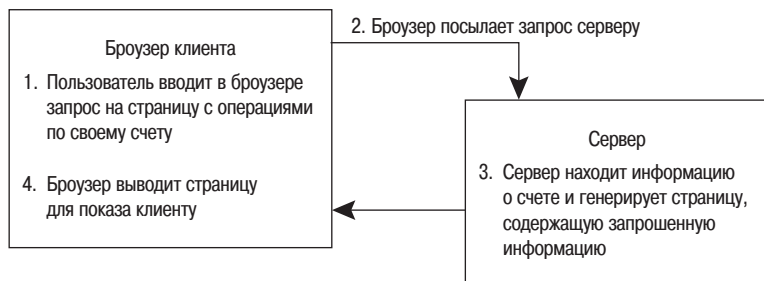 Броузер клиента
1. Пользователь вводит в броузере
запрос на страницу с операциями
по своему счету
4. Броузер выводит страницу
для показа клиенту
2. Броузер посылает запрос серверу
Сервер
3. Сервер находит информацию
о счете и генерирует страницу,
содержащую запрошенную
информацию